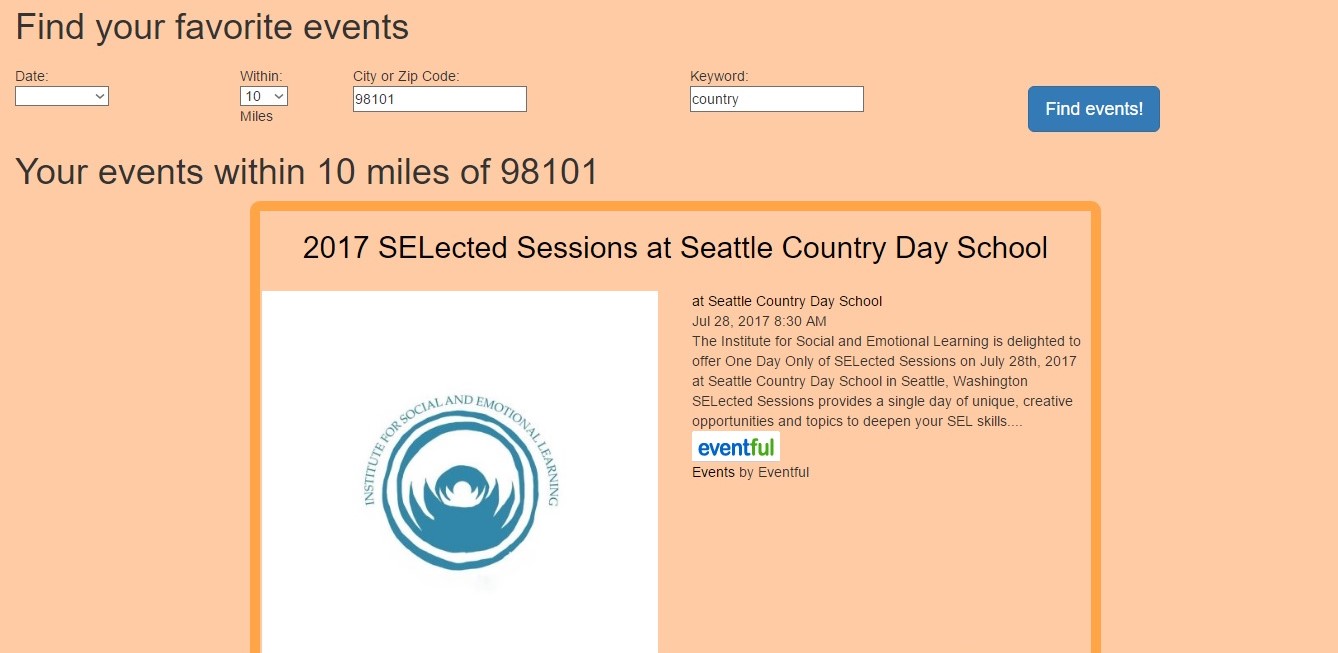 Find your favorite events
Date:
Within:
City or Zip Code:
Keyword:
10
98101
country
Find events!
Miles
Your events within 10 miles of 98101
2017 SELected Sessions at Seattle Country Day School
INSTITUTE FOR SOCIAL AND EMOTIONAL LEARNING
at Seattle Country Day School
Jul 28, 2017 8:30 AM
The Institute for Social and Emotional Learning is delighted to
offer One Day Only of SELected Sessions on July 28th, 2017
at Seattle Country Day School in Seattle, Washington
SELected Sessions provides a single day of unique, creative
opportunities and topics to deepen your SEL skills....
eventful
Events by Eventful